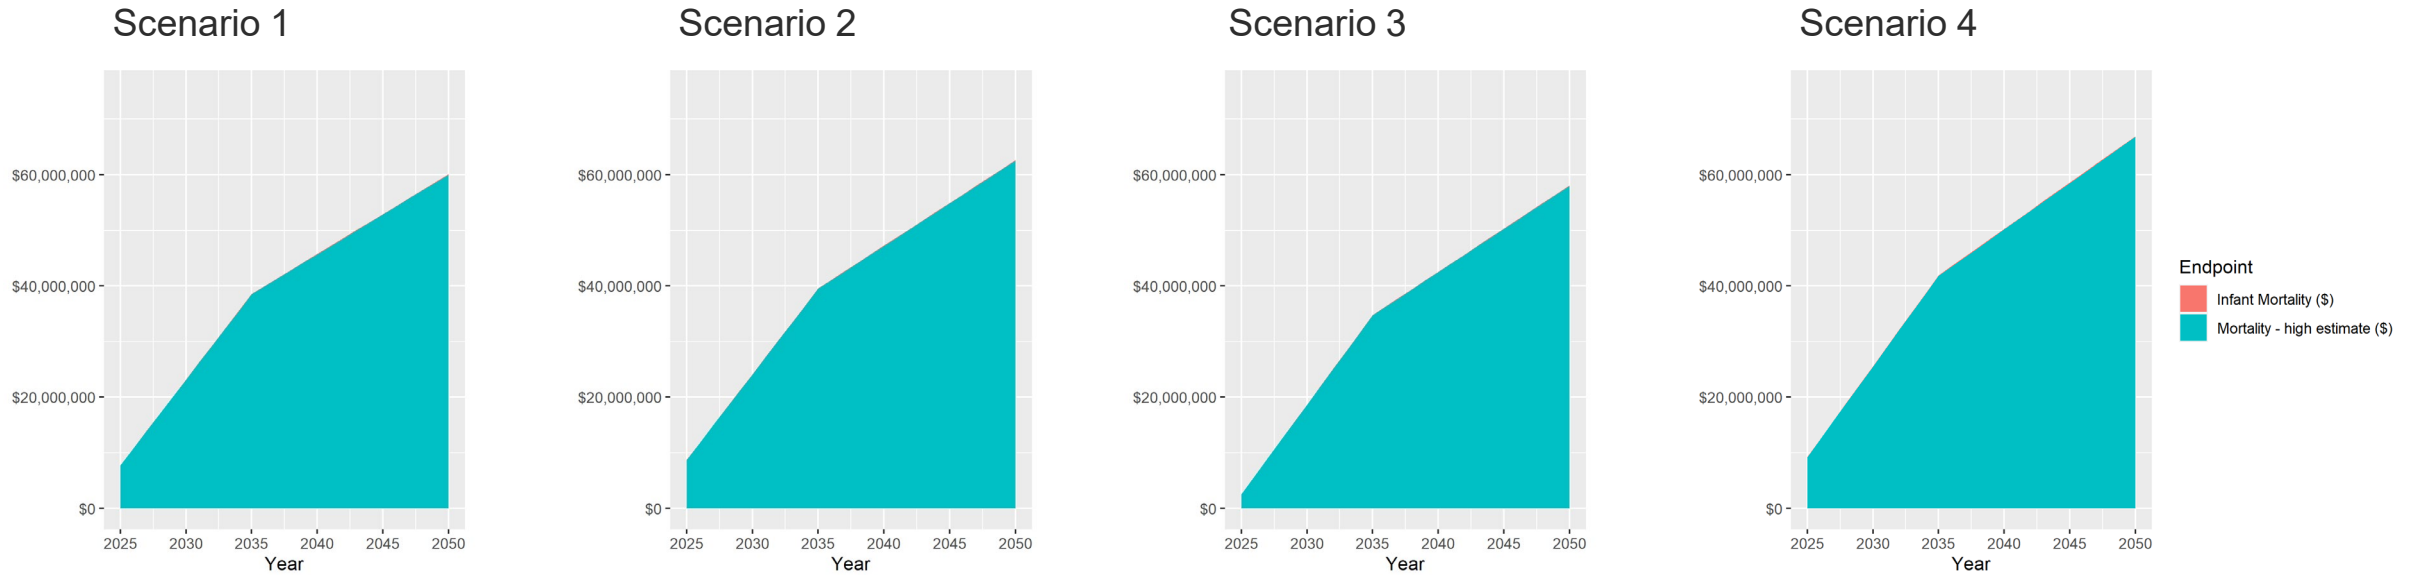 Scenario 1
$60,000,000
$40,000,000
$20,000,000
$0
2025 2030 2035 2040 2045 2050
Year
Scenario 2
$60,000,000
$40,000,000
$20,000,000
$0
2025 2030 2035 2040 2045 2050
Year
Scenario 3
$60,000,000
$40,000,000
$20,000,000
$0
2025 2030 2035 2040 2045 2050
Year
Scenario 4
$60,000,000
$40,000,000
$20,000,000
$0
2025 2030 2035 2040 2045 2050
Year
Endpoint
Infant Mortality ($)
Mortality - high estimate ($)